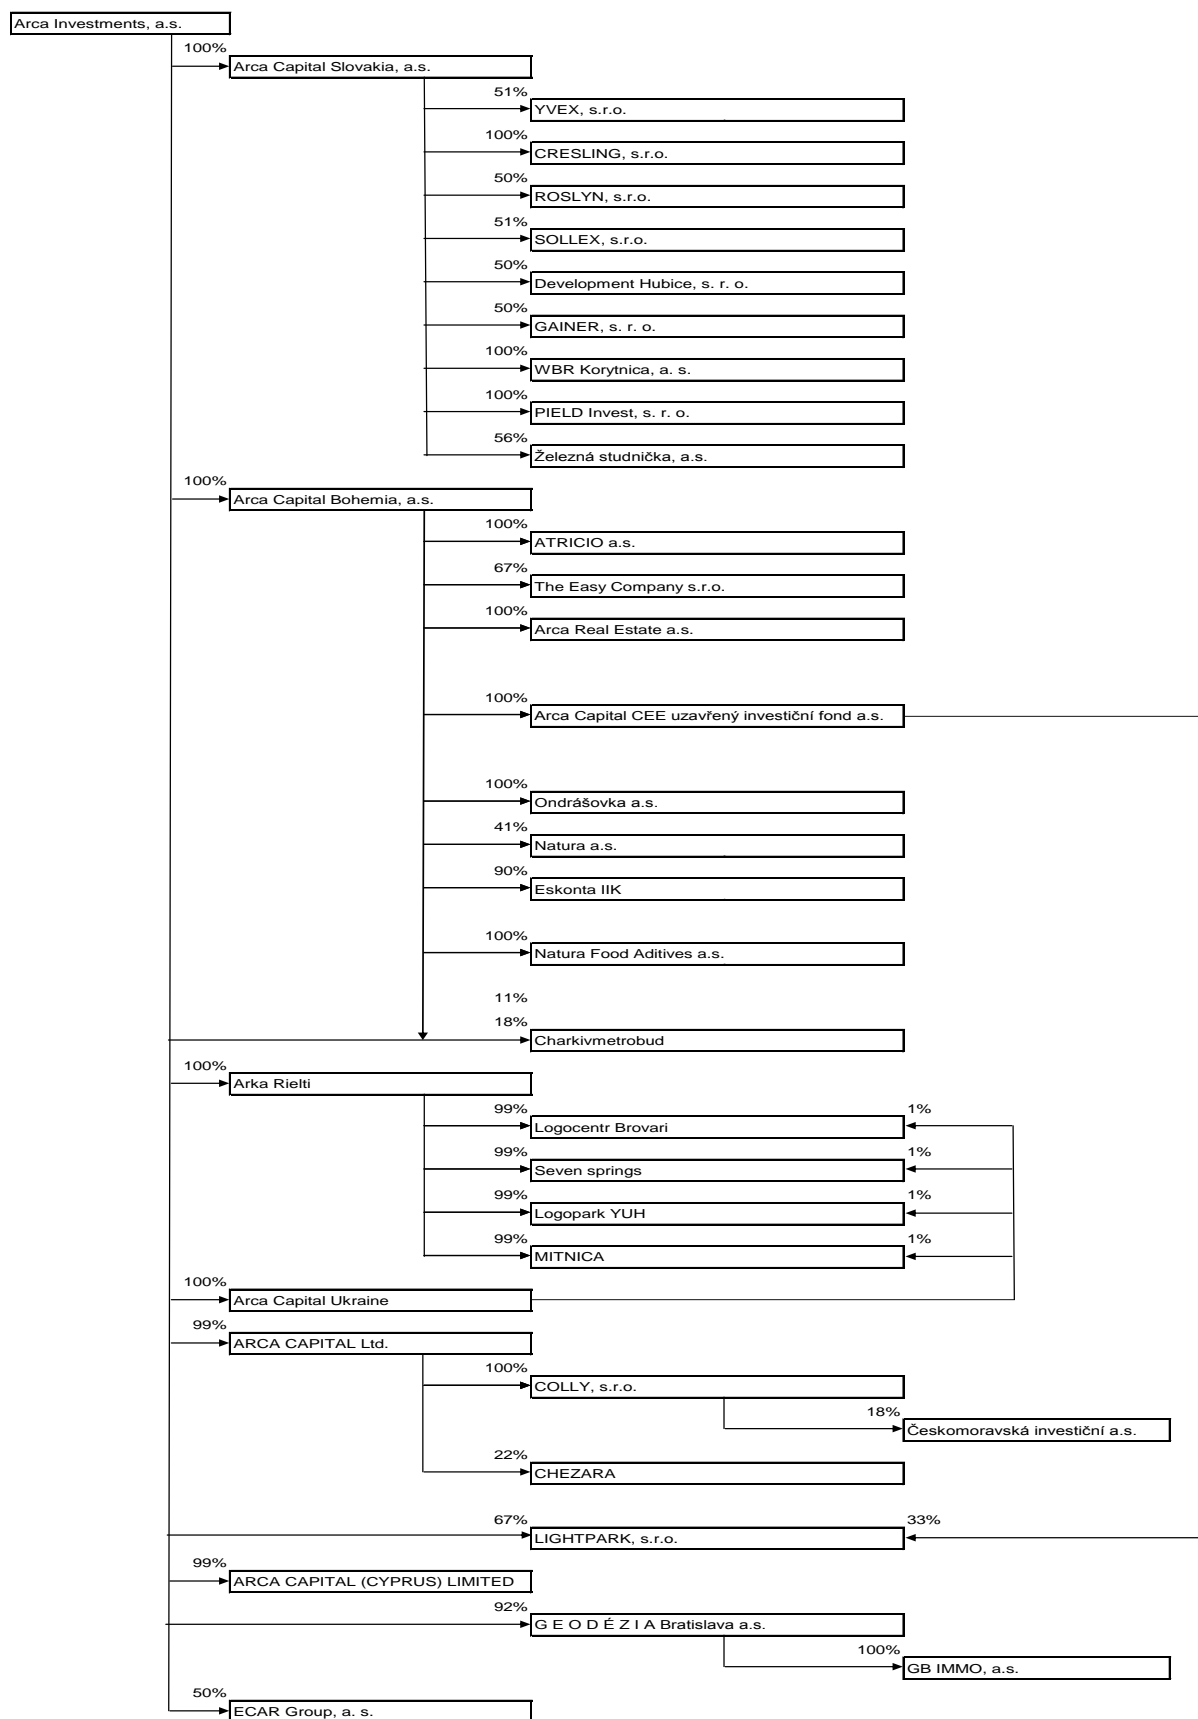 Arca Investments, a.s.
100%
Arca Capital Slovakia, a.s.
51%
YVEX, s.r.o.
100%
CRESLING, s.r.o.
50%
ROSLYN, s.r.o.
51%
SOLLEX, s.r.o.
50%
Development Hubice, s. r. o.
50%
GAINER, s. r. o.
100%
WBR Korytnica, a. s.
100%
PIELD Invest, s. r. o.
56%
Železná studnička, a.s.
100%
Arca Capital Bohemia, a.s.
100%
ATRICIO a.s.
67%
The Easy Company s.r.o.
100%
Arca Real Estate a.s.
100%
Arca Capital CEE uzavřený investiční fond a.s.
100%
Ondrášovka a.s.
41%
Natura a.s.
90%
Eskonta IIK
100%
Natura Food Aditives a.s.
11%
18%
Charkivmetrobud
100%
Arka Rielti
99% 1%
Logocentr Brovari
99% 1%
Seven springs
99% 1%
Logopark YUH
99% 1%
MITNICA
100%
Arca Capital Ukraine
99%
ARCA CAPITAL Ltd.
100%
COLLY, s.r.o.
18%
Českomoravská investiční a.s.
22%
CHEZARA
67% 33%
LIGHTPARK, s.r.o.
99%
ARCA CAPITAL (CYPRUS) LIMITED
92%
G E O D É Z I A Bratislava a.s.
100%
GB IMMO, a.s.
50%
ECAR Group, a. s.